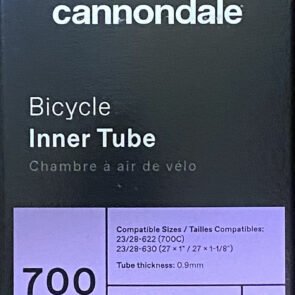 cannondale
Bicycle
Inner Tube
Chambre à air de vélo
Compatible Sizes / Tailles Compatibles:
23/28-622 (700C)
23/28-630 (27 × 1" / 27 × 1-1/8")
Tube thickness: 0.9mm
700